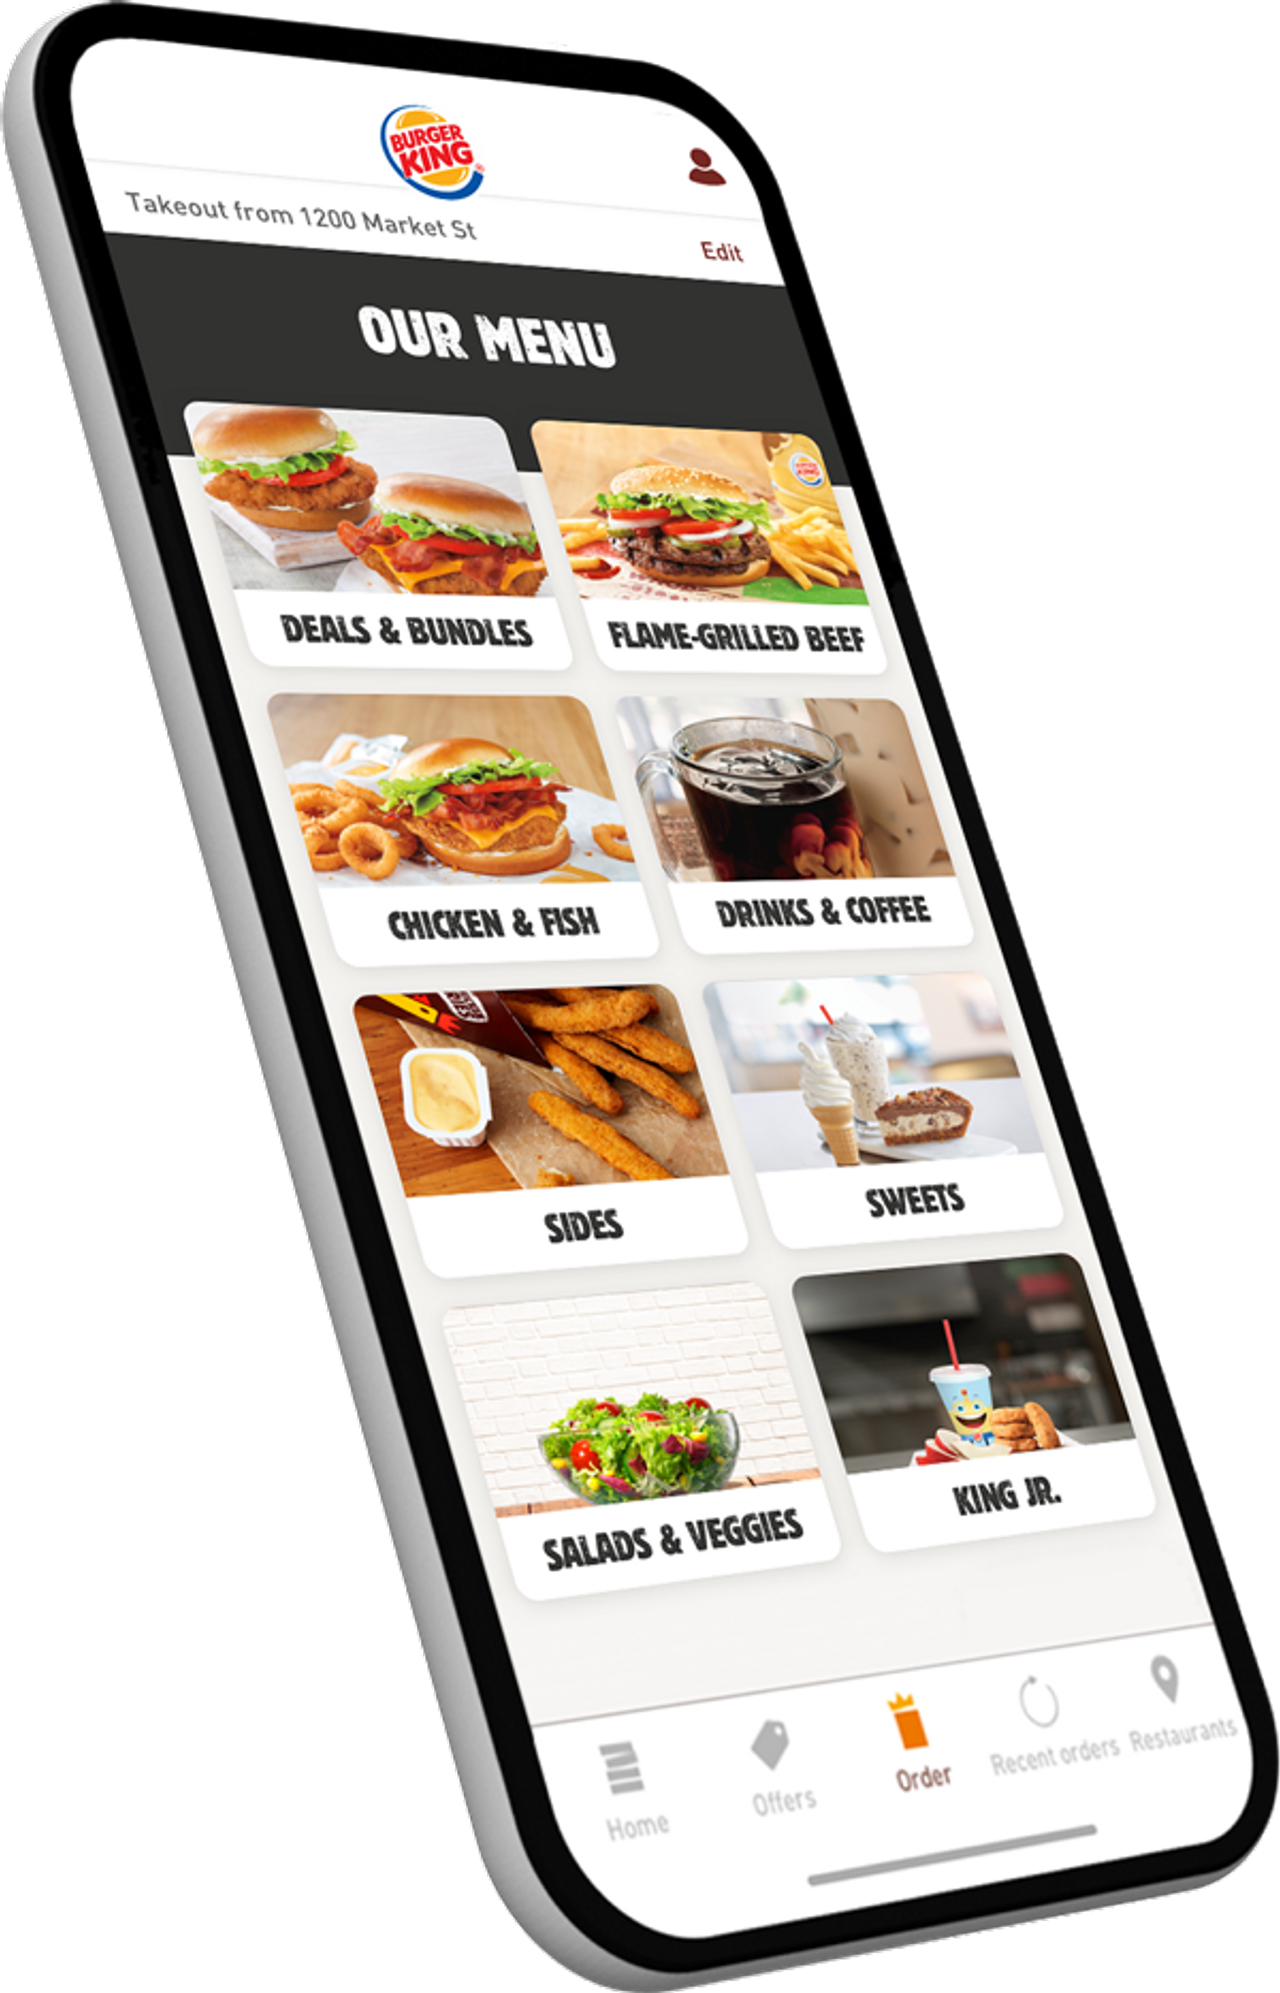 BURGER
KING
Takeout from 1200 Market St
Edit
OUR MENU
DEALS & BUNDLES
FLAME-GRILLED BEEF
CHICKEN & FISH
DRINKS & COFFEE
SIDES
SWEETS
SALADS & VEGGIES
KING JR.
Home
Offers
Order
Recent orders
Restaurants